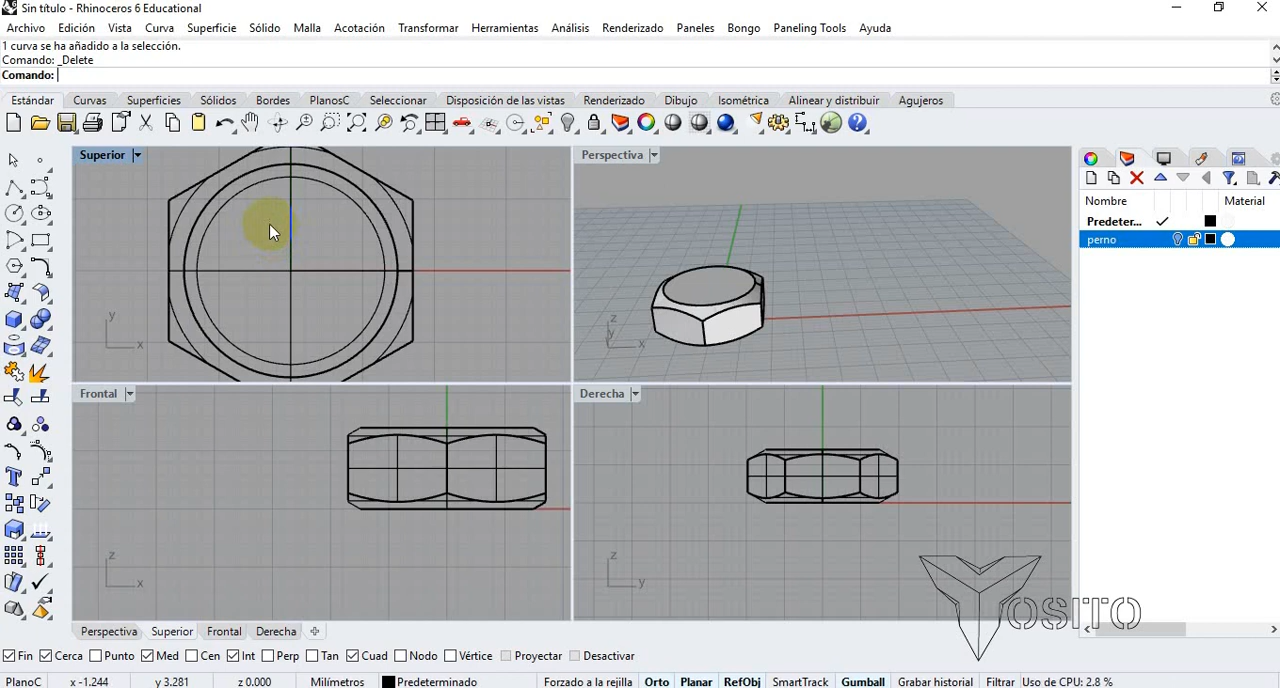 Sin título - Rhinoceros 6 Educational
Archivo Edición Vista Curva Superficie Sólido Malla Acotación Transformar Herramientas Análisis Renderizado Paneles Bongo Paneling Tools Ayuda
1 curva se ha añadido a la selección.
Comando: _Delete
Comando:
Estándar Curvas Superficies Sólidos Bordes PlanosC Seleccionar Disposición de las vistas Renderizado Dibujo Isométrica Alinear y distribuir Agujeros
Superior Perspectiva
Nombre Material
Predeter...
perno
y x
z y x
Frontal Derecha
z x
z y
OSITO
Perspectiva Superior Frontal Derecha
Fin Cerca Punto Med Cen Int Perp Tan Cuad Nodo Vértice Proyectar Desactivar
PlanoC x -1.244 y 3.281 z 0.000 Milímetros Predeterminado Forzado a la rejilla Orto Planar RefObj SmartTrack Gumball Grabar historial Filtrar Uso de CPU: 2.8 %